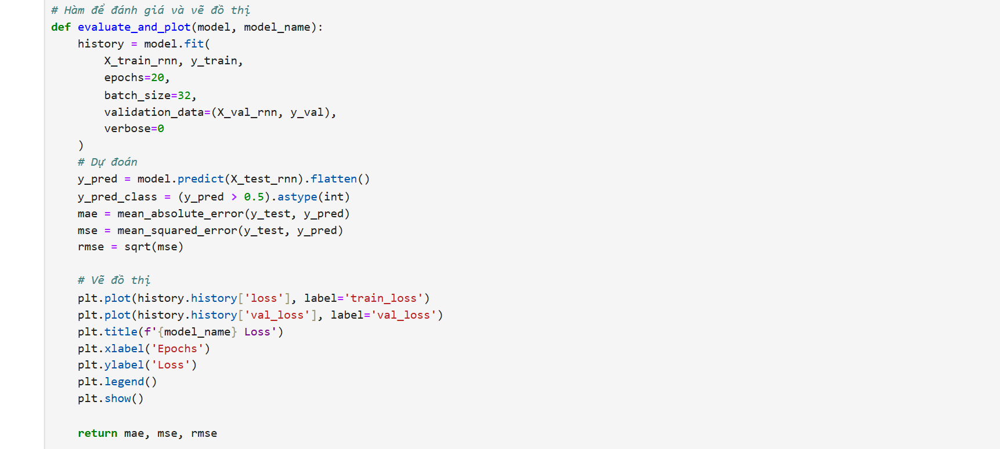 # Hàm để đánh giá và vẽ đồ thị
def evaluate_and_plot(model, model_name):
    history = model.fit(
        X_train_rnn, y_train,
        epochs=20,
        batch_size=32,
        validation_data=(X_val_rnn, y_val),
        verbose=0
    )
    # Dự đoán
    y_pred = model.predict(X_test_rnn).flatten()
    y_pred_class = (y_pred > 0.5).astype(int)
    mae = mean_absolute_error(y_test, y_pred)
    mse = mean_squared_error(y_test, y_pred)
    rmse = sqrt(mse)

    # Vẽ đồ thị
    plt.plot(history.history['loss'], label='train_loss')
    plt.plot(history.history['val_loss'], label='val_loss')
    plt.title(f'{model_name} Loss')
    plt.xlabel('Epochs')
    plt.ylabel('Loss')
    plt.legend()
    plt.show()

    return mae, mse, rmse